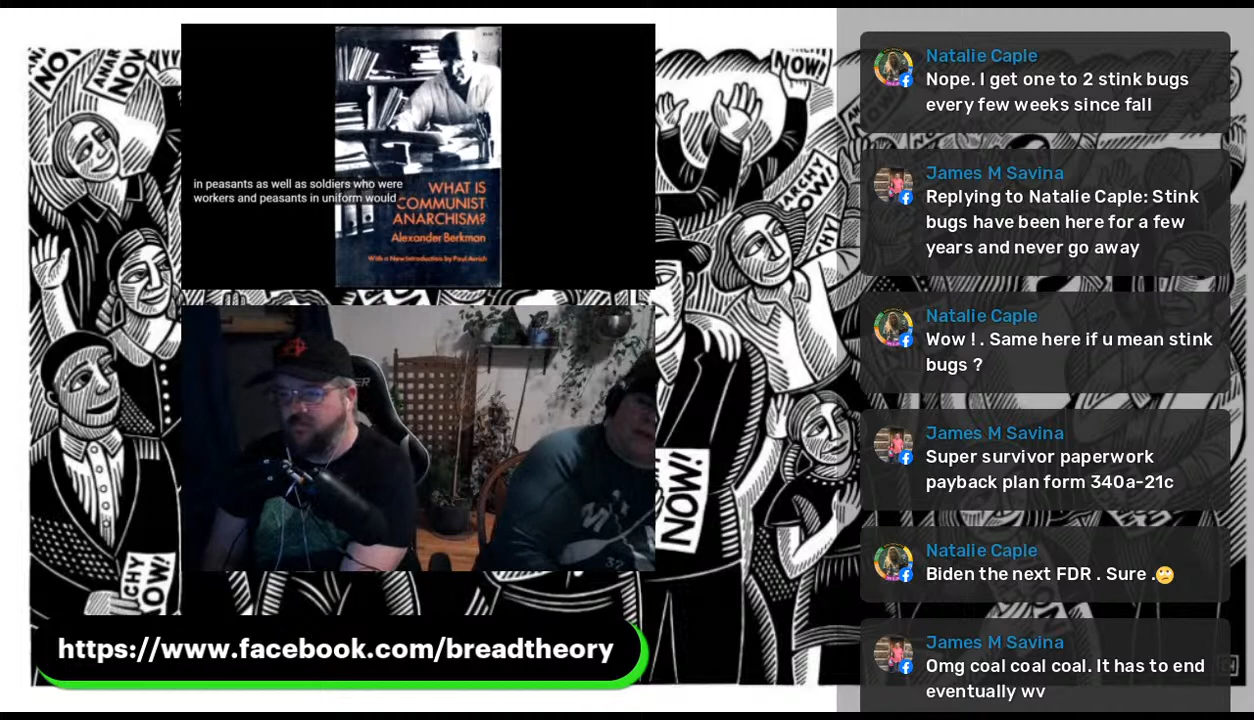 NOW!
in peasants as well as soldiers who were
workers and peasants in uniform would
WHAT IS
COMMUNIST
ANARCHISM?
Alexander Berkman
With a New Introduction by Paul Avrich
ANARCHY
NOW!
NOW!
CHY
NOW!
https://www.facebook.com/breadtheory
Natalie Caple
Nope. I get one to 2 stink bugs
every few weeks since fall
James M Savina
Replying to Natalie Caple: Stink
bugs have been here for a few
years and never go away
Natalie Caple
Wow ! . Same here if u mean stink
bugs ?
James M Savina
Super survivor paperwork
payback plan form 340a-21c
Natalie Caple
Biden the next FDR . Sure .🙄
James M Savina
Omg coal coal coal. It has to end
eventually wv